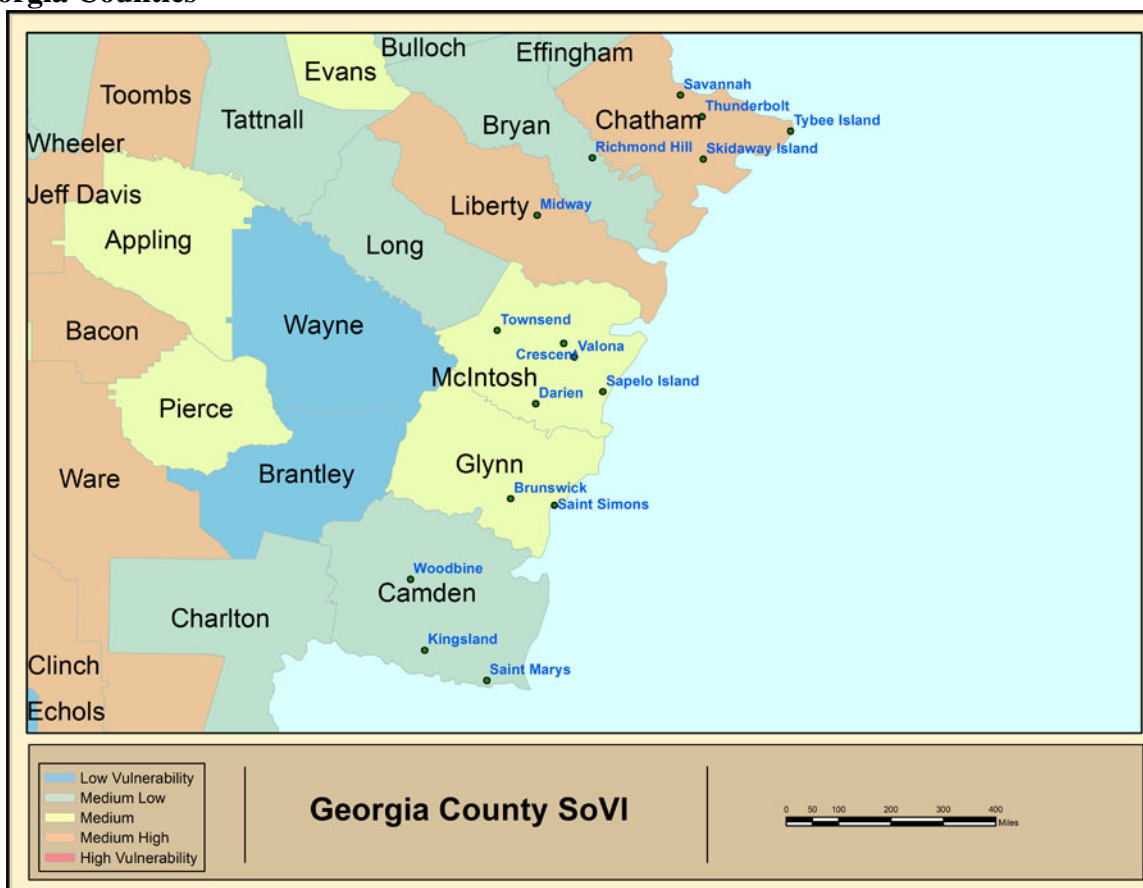 orgia Counties
Bulloch
Effingham
Evans
Toombs
Savannah
Tattnall
Thunderbolt
Chatham
Tybee Island
Bryan
Wheeler
Richmond Hill
Skidaway Island
Jeff Davis
Liberty
Midway
Appling
Long
Wayne
Townsend
Bacon
Valona
Crescent
McIntosh
Sapelo Island
Darien
Pierce
Glynn
Ware
Brantley
Brunswick
Saint Simons
Woodbine
Camden
Charlton
Kingsland
Clinch
Saint Marys
Echols
Low Vulnerability
Medium Low
Medium
Medium High
High Vulnerability
Georgia County SoVI
0 50 100 200 300 400
Miles